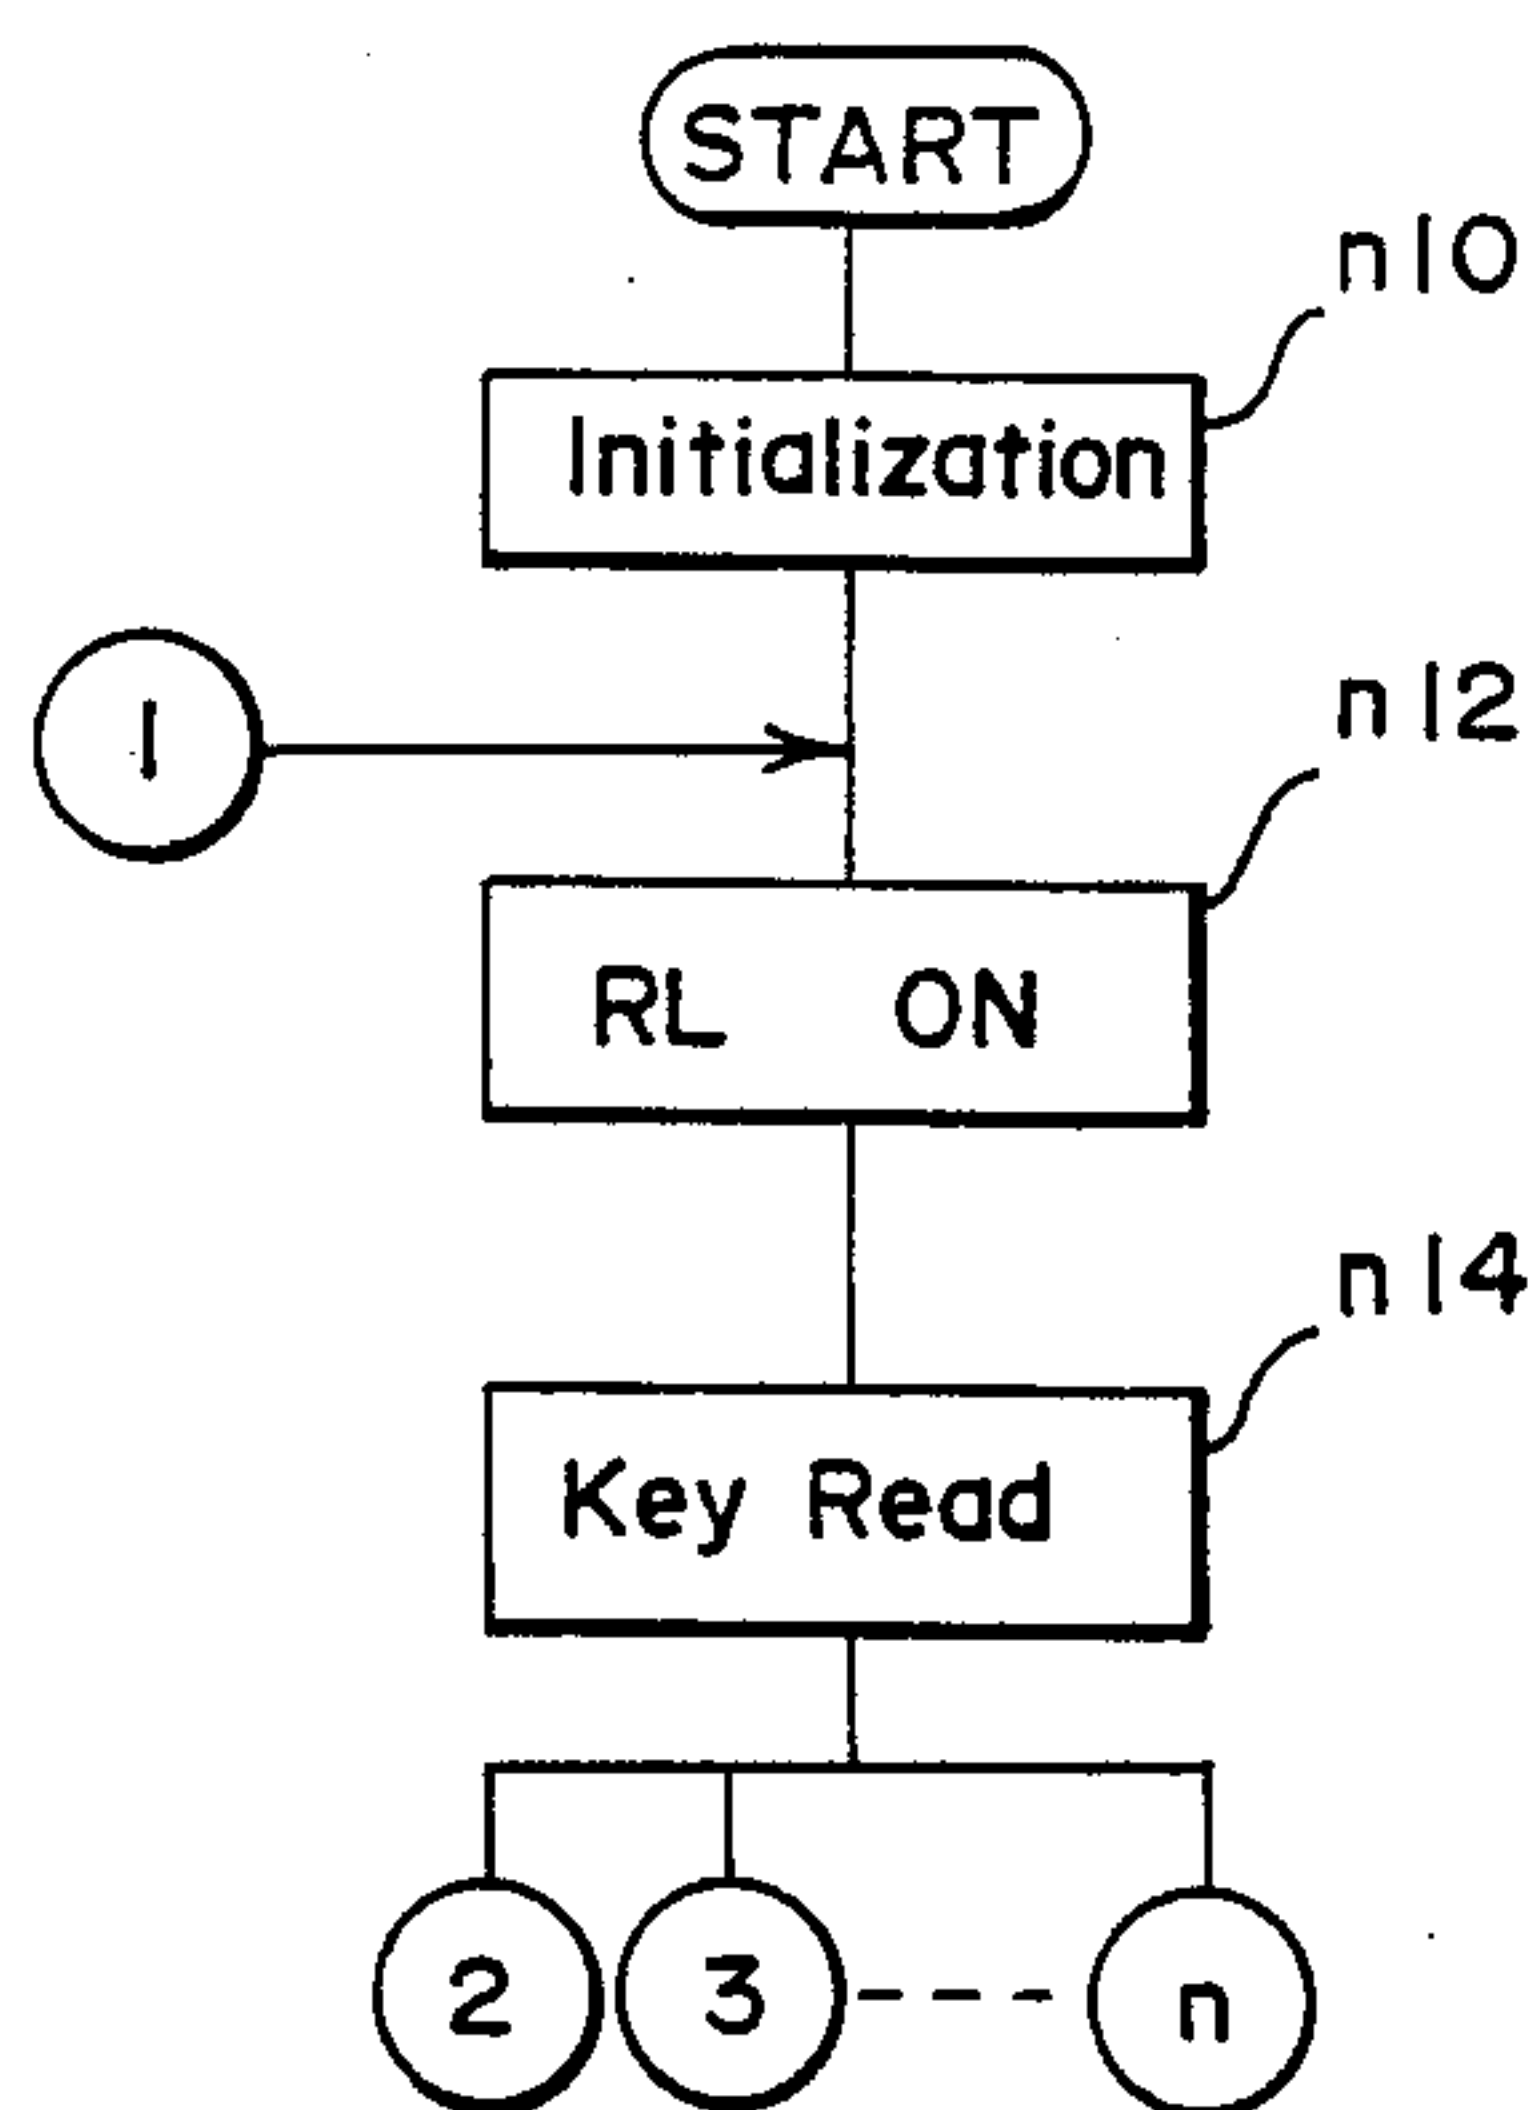 START
n10
Initialization
1
n12
RL ON
n14
Key Read
2 3 --- n